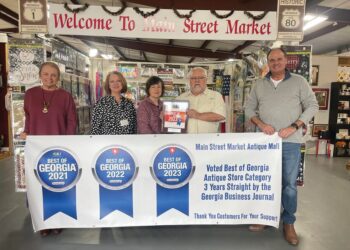 Welcome To Main Street Market
80
Main Street Market Antique Mall
Voted Best of Georgia
Antique Store Category
3 Years Straight by the
Georgia Business Journal
Thank You Customers For Your Support
BEST OF
GEORGIA
2021
BEST OF
GEORGIA
2022
BEST OF
GEORGIA
2023